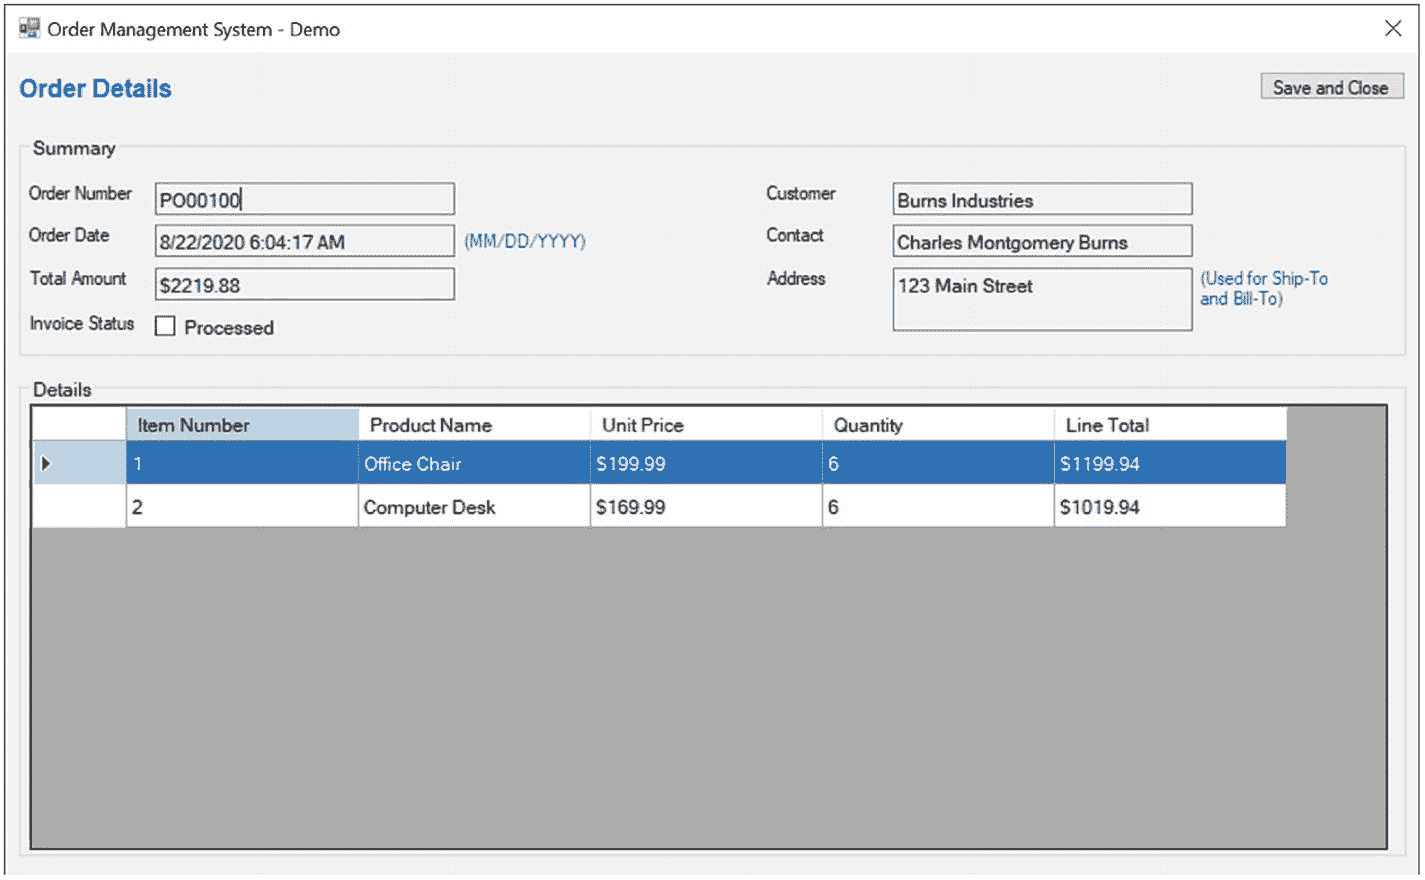 Order Management System - Demo
Order Details
Save and Close
Summary
Order Number PO00100 Customer Burns Industries
Order Date 8/22/2020 6:04:17 AM (MM/DD/YYYY) Contact Charles Montgomery Burns
Total Amount $2219.88 Address 123 Main Street (Used for Ship-To
and Bill-To)
Invoice Status Processed
Details
Item Number Product Name Unit Price Quantity Line Total
1 Office Chair $199.99 6 $1199.94
2 Computer Desk $169.99 6 $1019.94